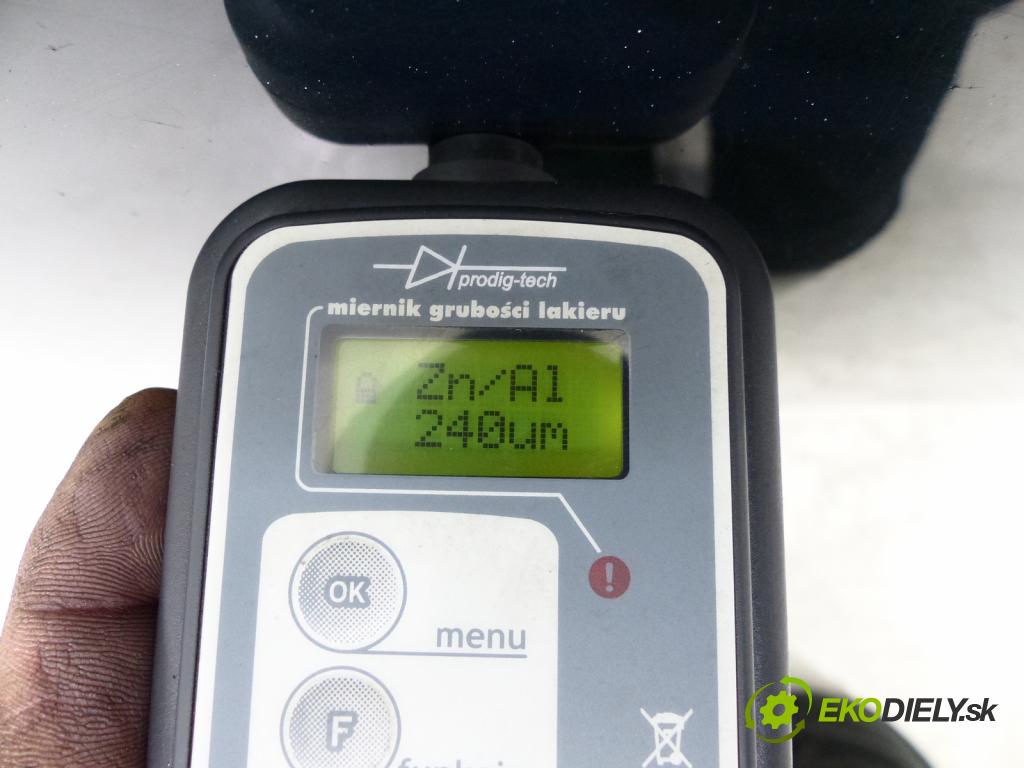 prodig-tech
miernik grubości lakieru
Zn/Al
240um
!
OK
menu
F
EKODIELY.sk